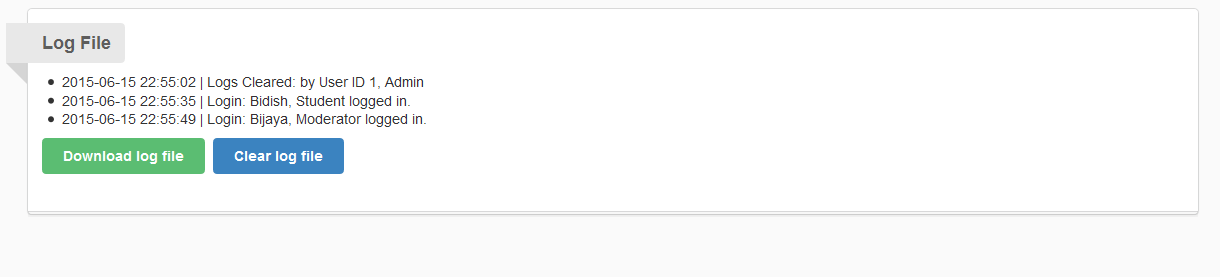 Log File
2015-06-15 22:55:02 | Logs Cleared: by User ID 1, Admin
2015-06-15 22:55:35 | Login: Bidish, Student logged in.
2015-06-15 22:55:49 | Login: Bijaya, Moderator logged in.
Download log file Clear log file